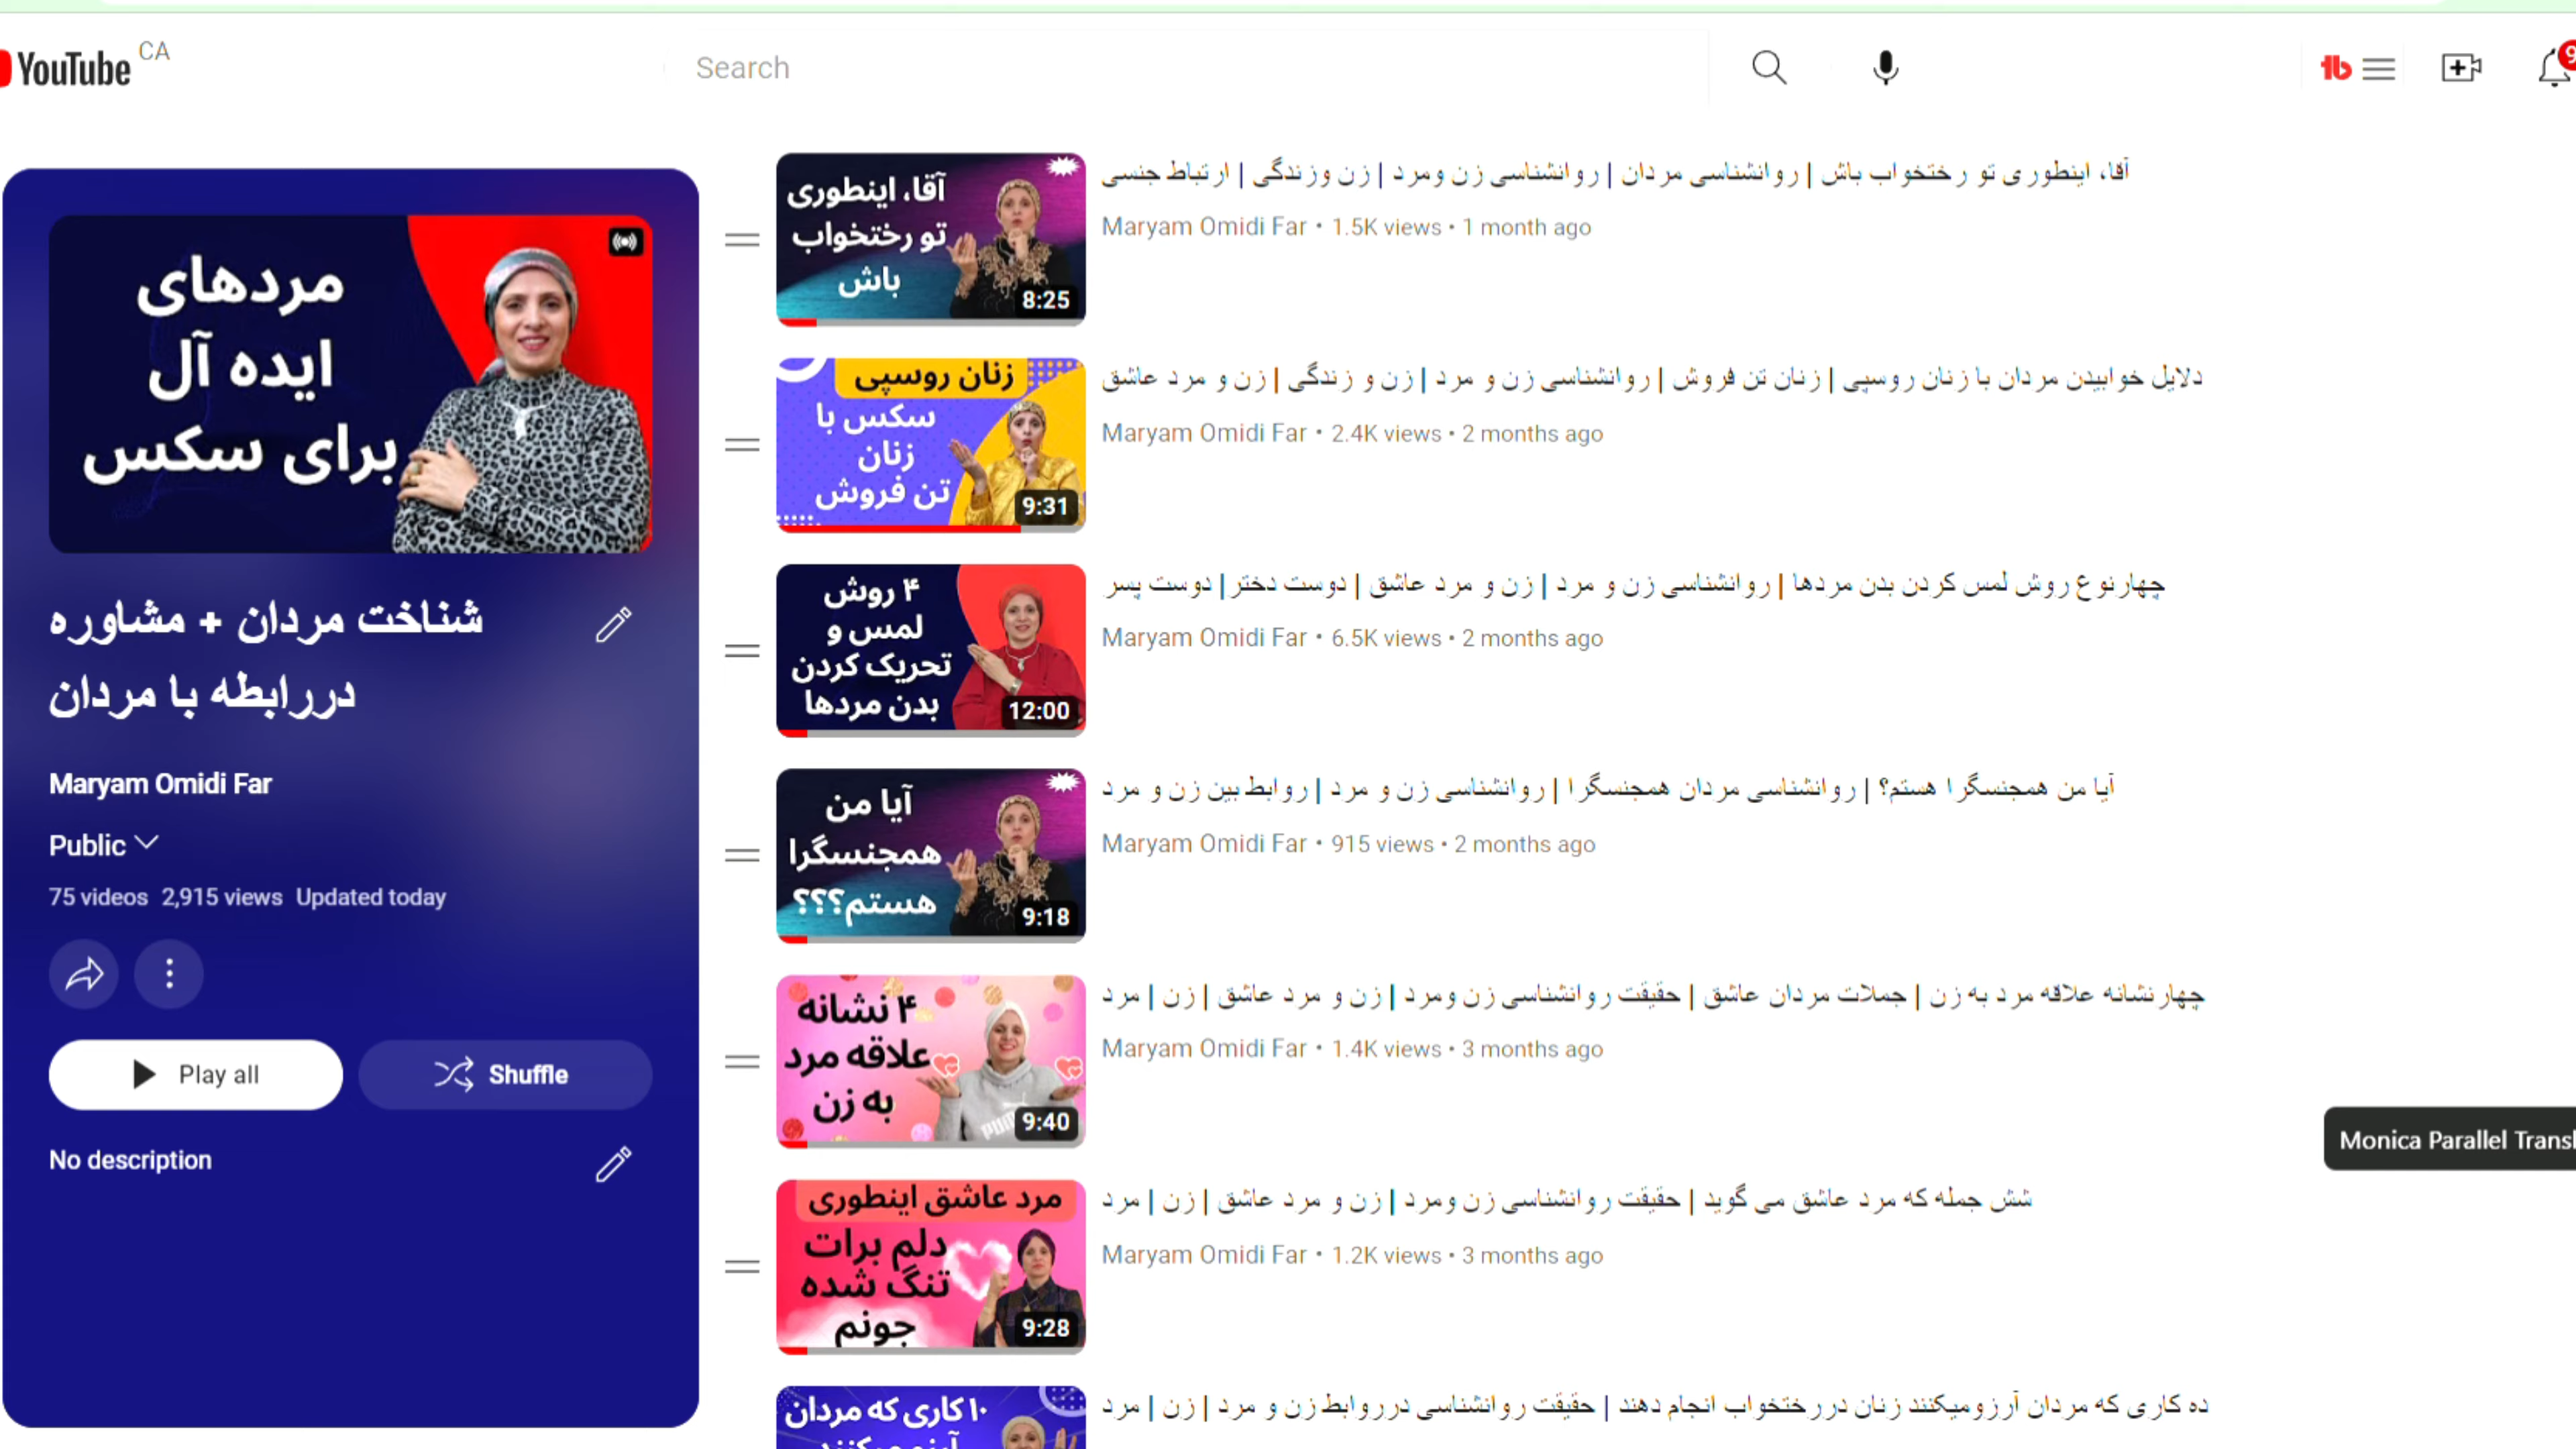 YouTube CA
Search
9
مردهای
ایده آل
برای سکس
شناخت مردان + مشاوره
دررابطه با مردان
Maryam Omidi Far
Public
75 videos 2,915 views Updated today
Play all
Shuffle
No description
آقا، اینطوری
تو رختخواب
باش
8:25
آقا، اینطوری تو رختخواب باش | روانشناسی مردان | روانشناسی زن ومرد | زن وزندگی | ارتباط جنسی
Maryam Omidi Far • 1.5K views • 1 month ago
زنان روسپی
سکس با
زنان
تن فروش
9:31
دلایل خوابیدن مردان با زنان روسپی | زنان تن فروش | روانشناسی زن و مرد | زن و زندگی | زن و مرد عاشق
Maryam Omidi Far • 2.4K views • 2 months ago
۴ روش
لمس و
تحریک کردن
بدن مردها
12:00
چهارنوع روش لمس کردن بدن مردها | روانشناسی زن و مرد | زن و مرد عاشق | دوست دختر| دوست پسر
Maryam Omidi Far • 6.5K views • 2 months ago
آیا من
همجنسگرا
هستم؟؟؟
9:18
آیا من همجنسگرا هستم؟ | روانشناسی مردان همجنسگرا | روانشناسی زن و مرد | روابط بین زن و مرد
Maryam Omidi Far • 915 views • 2 months ago
۴ نشانه
علاقه مرد
به زن
9:40
چهارنشانه علاقه مرد به زن | جملات مردان عاشق | حقیقت روانشناسی زن ومرد | زن و مرد عاشق | زن | مرد
Maryam Omidi Far • 1.4K views • 3 months ago
مرد عاشق اینطوری
دلم برات
تنگ شده
جونم
9:28
شش جمله که مرد عاشق می گوید | حقیقت روانشناسی زن ومرد | زن و مرد عاشق | زن | مرد
Maryam Omidi Far • 1.2K views • 3 months ago
۱۰ کاری که مردان
ده کاری که مردان آرزومیکنند زنان دررختخواب انجام دهند | حقیقت روانشناسی درروابط زن و مرد | زن | مرد
Monica Parallel Transl